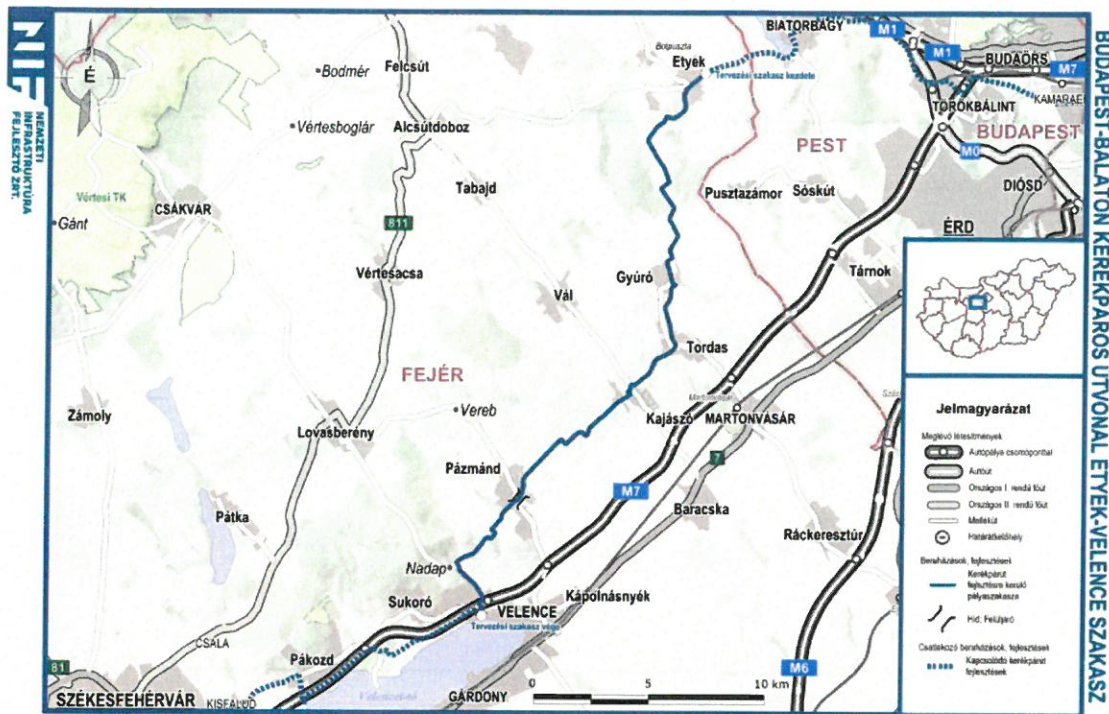 BUDAPEST-BALATON KERÉKPÁROS ÚTVONAL ETYEK-VELENCE SZAKASZ
NIF
NEMZETI
INFRASTRUKTÚRA
FEJLESZTŐ ZRT.
É
BIATORBÁGY
M1
M1
BUDAÖRS
M7
KAMARAE
Botpuszta
Etyek
Tervezési szakasz kezdete
Felcsút
Bodmér
Vértesboglár
Alcsútdoboz
TÖRÖKBÁLINT
BUDAPEST
M0
PEST
DIÓSD
Tabajd
Pusztazámor
Sóskút
Vértesi TK
CSÁKVÁR
Gánt
811
ÉRD
Vértesacsa
Gyúró
Tárnok
Vál
Tordas
FEJÉR
Zámoly
Vereb
Kajászó
MARTONVÁSÁR
Lovasberény
Pázmánd
7
M7
Baracska
Pátka
Ráckeresztúr
Nadap
Sukoró
VELENCE
Kápolnásnyék
Tervezési szakasz vége
CSALA
Pákozd
81
SZÉKESFEHÉRVÁR
KISFALUD
Velencei-tó
GÁRDONY
M6
0 5 10 km
Jelmagyarázat
Meglévő létesítmények
Autópálya csomóponttal
Autóút
Országos I. rendű főút
Országos II. rendű főút
Mellékút
Határátkelőhely
Beruházások, fejlesztések
Kerékpárút
fejlesztésre kerülő
pályaszakasza
Híd, Felüljáró
Csatlakozó beruházások, fejlesztések
Kapcsolódó kerékpárút
fejlesztések